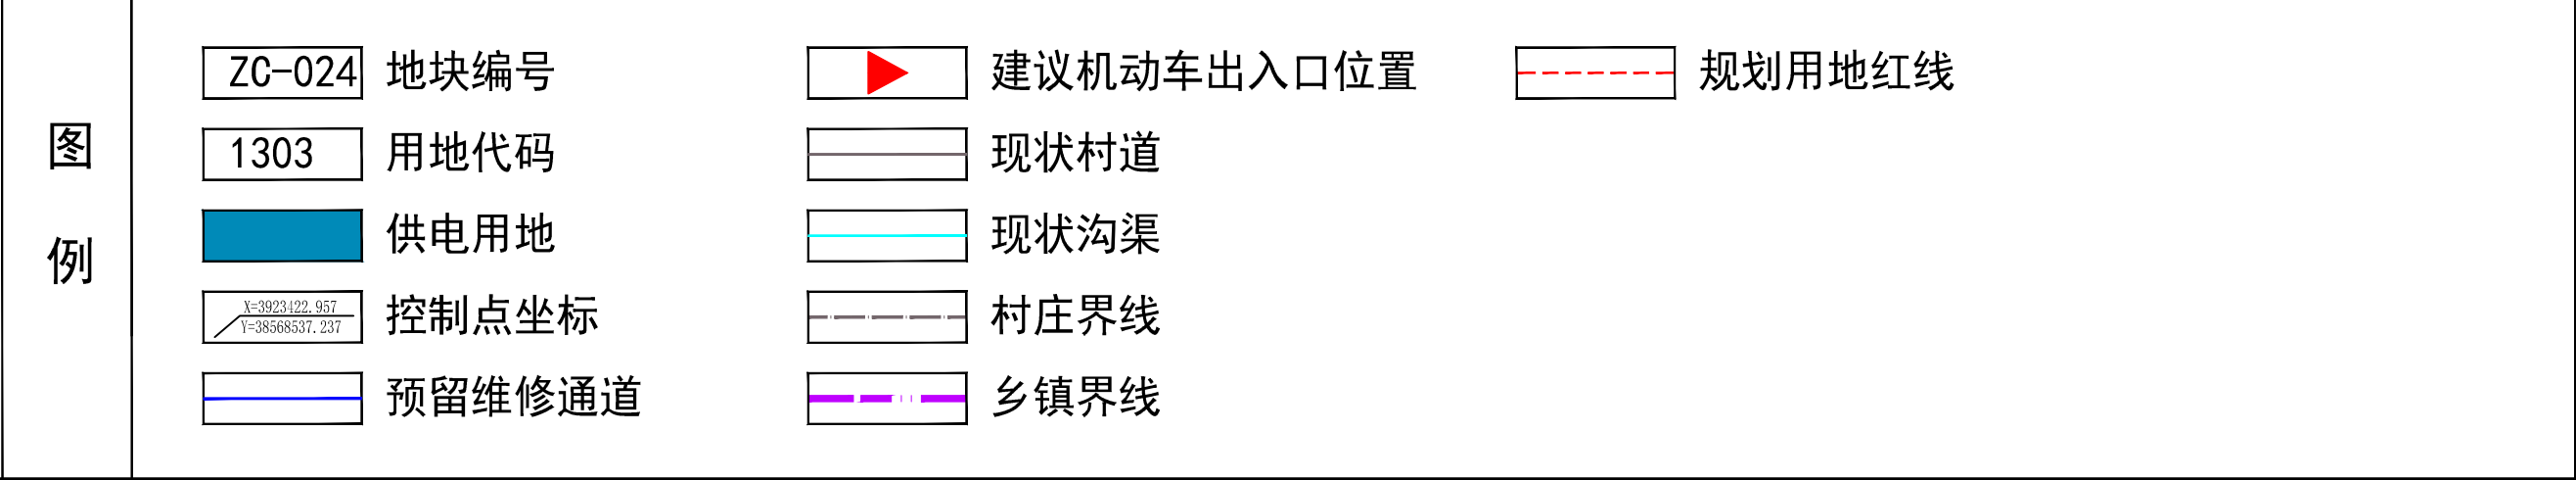 图例
ZC-024 地块编号
1303 用地代码
供电用地
X=3923422.957
Y=38568537.237
控制点坐标
预留维修通道
建议机动车出入口位置
现状村道
现状沟渠
村庄界线
乡镇界线
规划用地红线